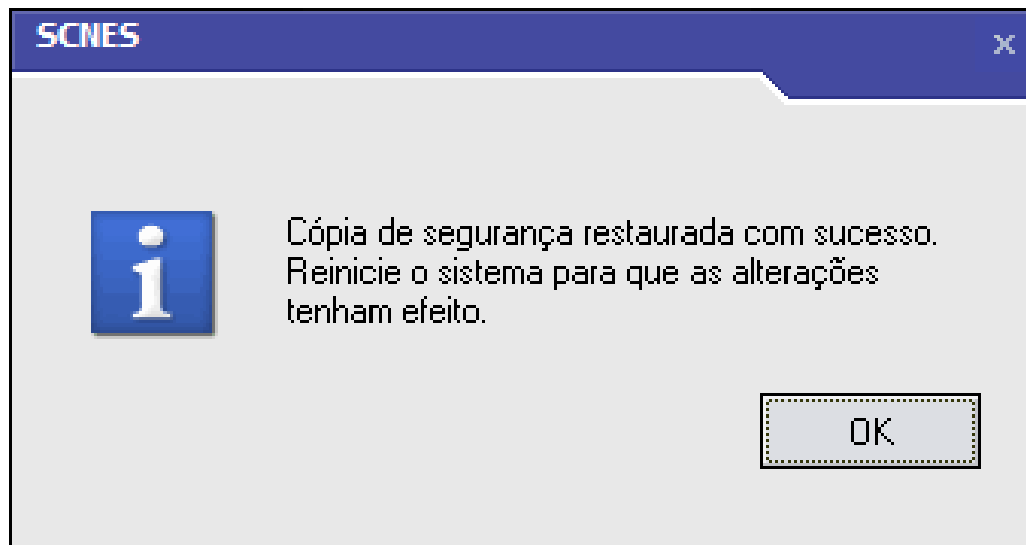 SCNES
Cópia de segurança restaurada com sucesso.
Reinicie o sistema para que as alterações
tenham efeito.
OK